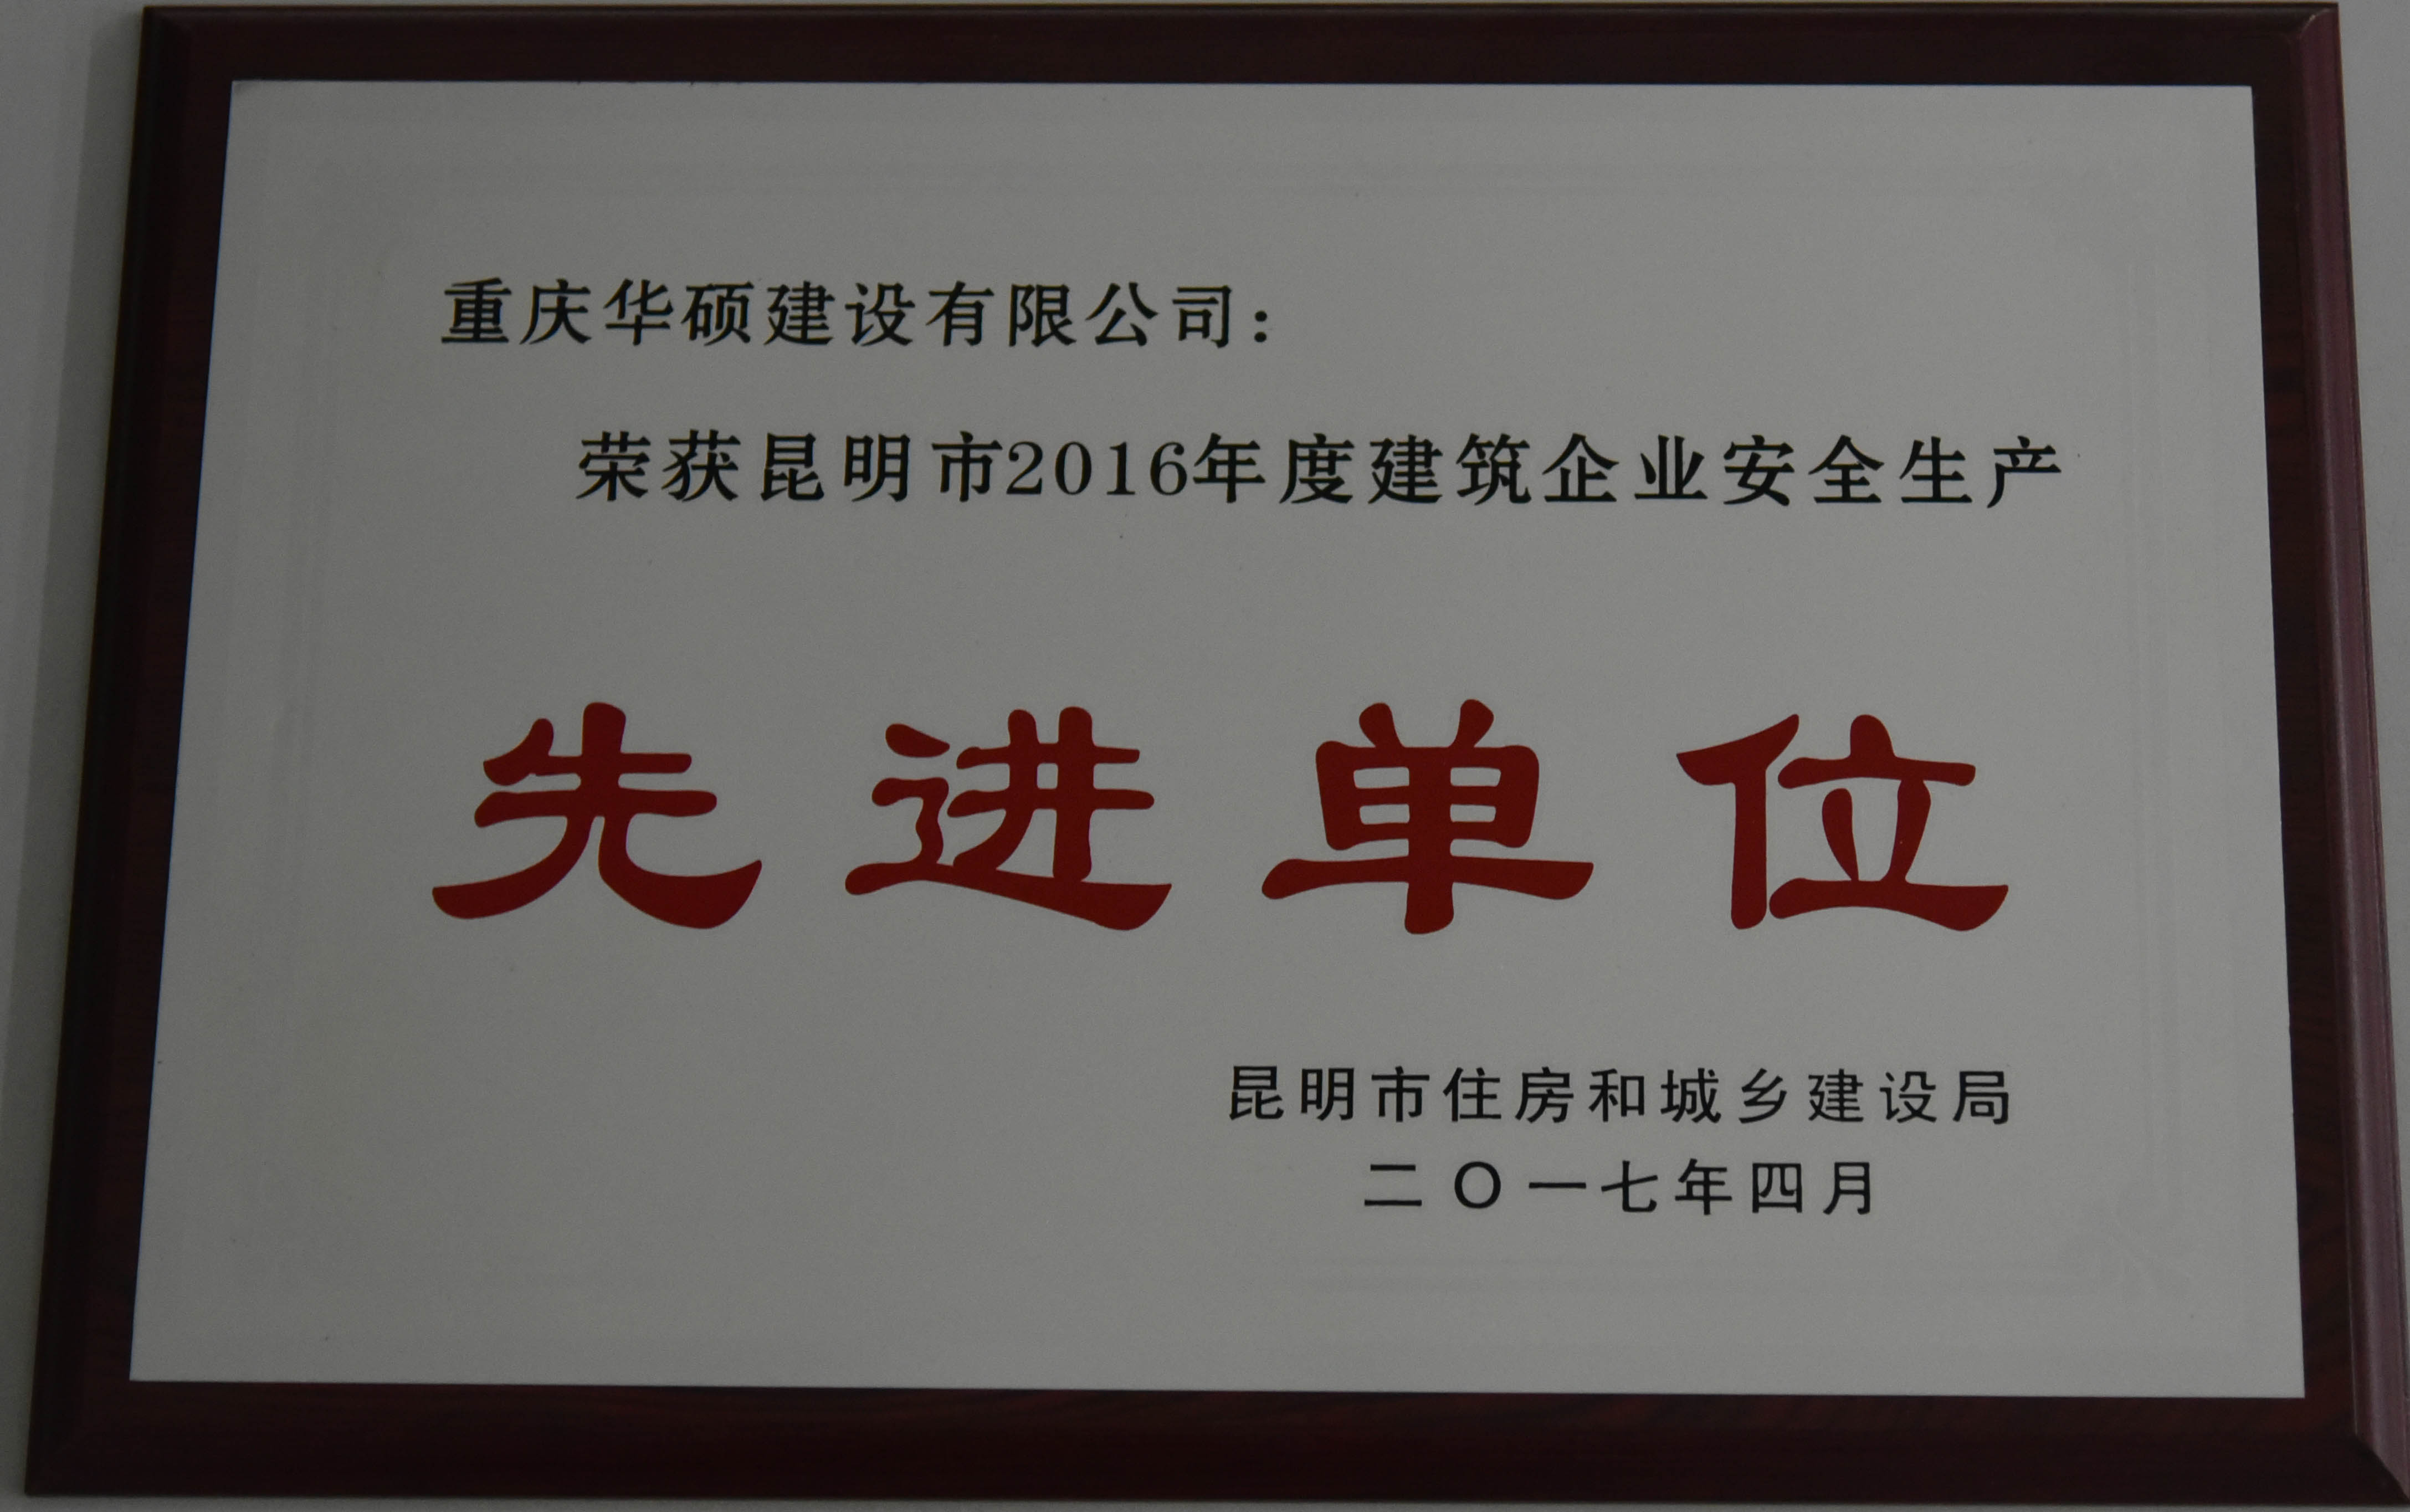 重庆华硕建设有限公司：
荣获昆明市2016年度建筑企业安全生产
先进单位
昆明市住房和城乡建设局
二〇一七年四月